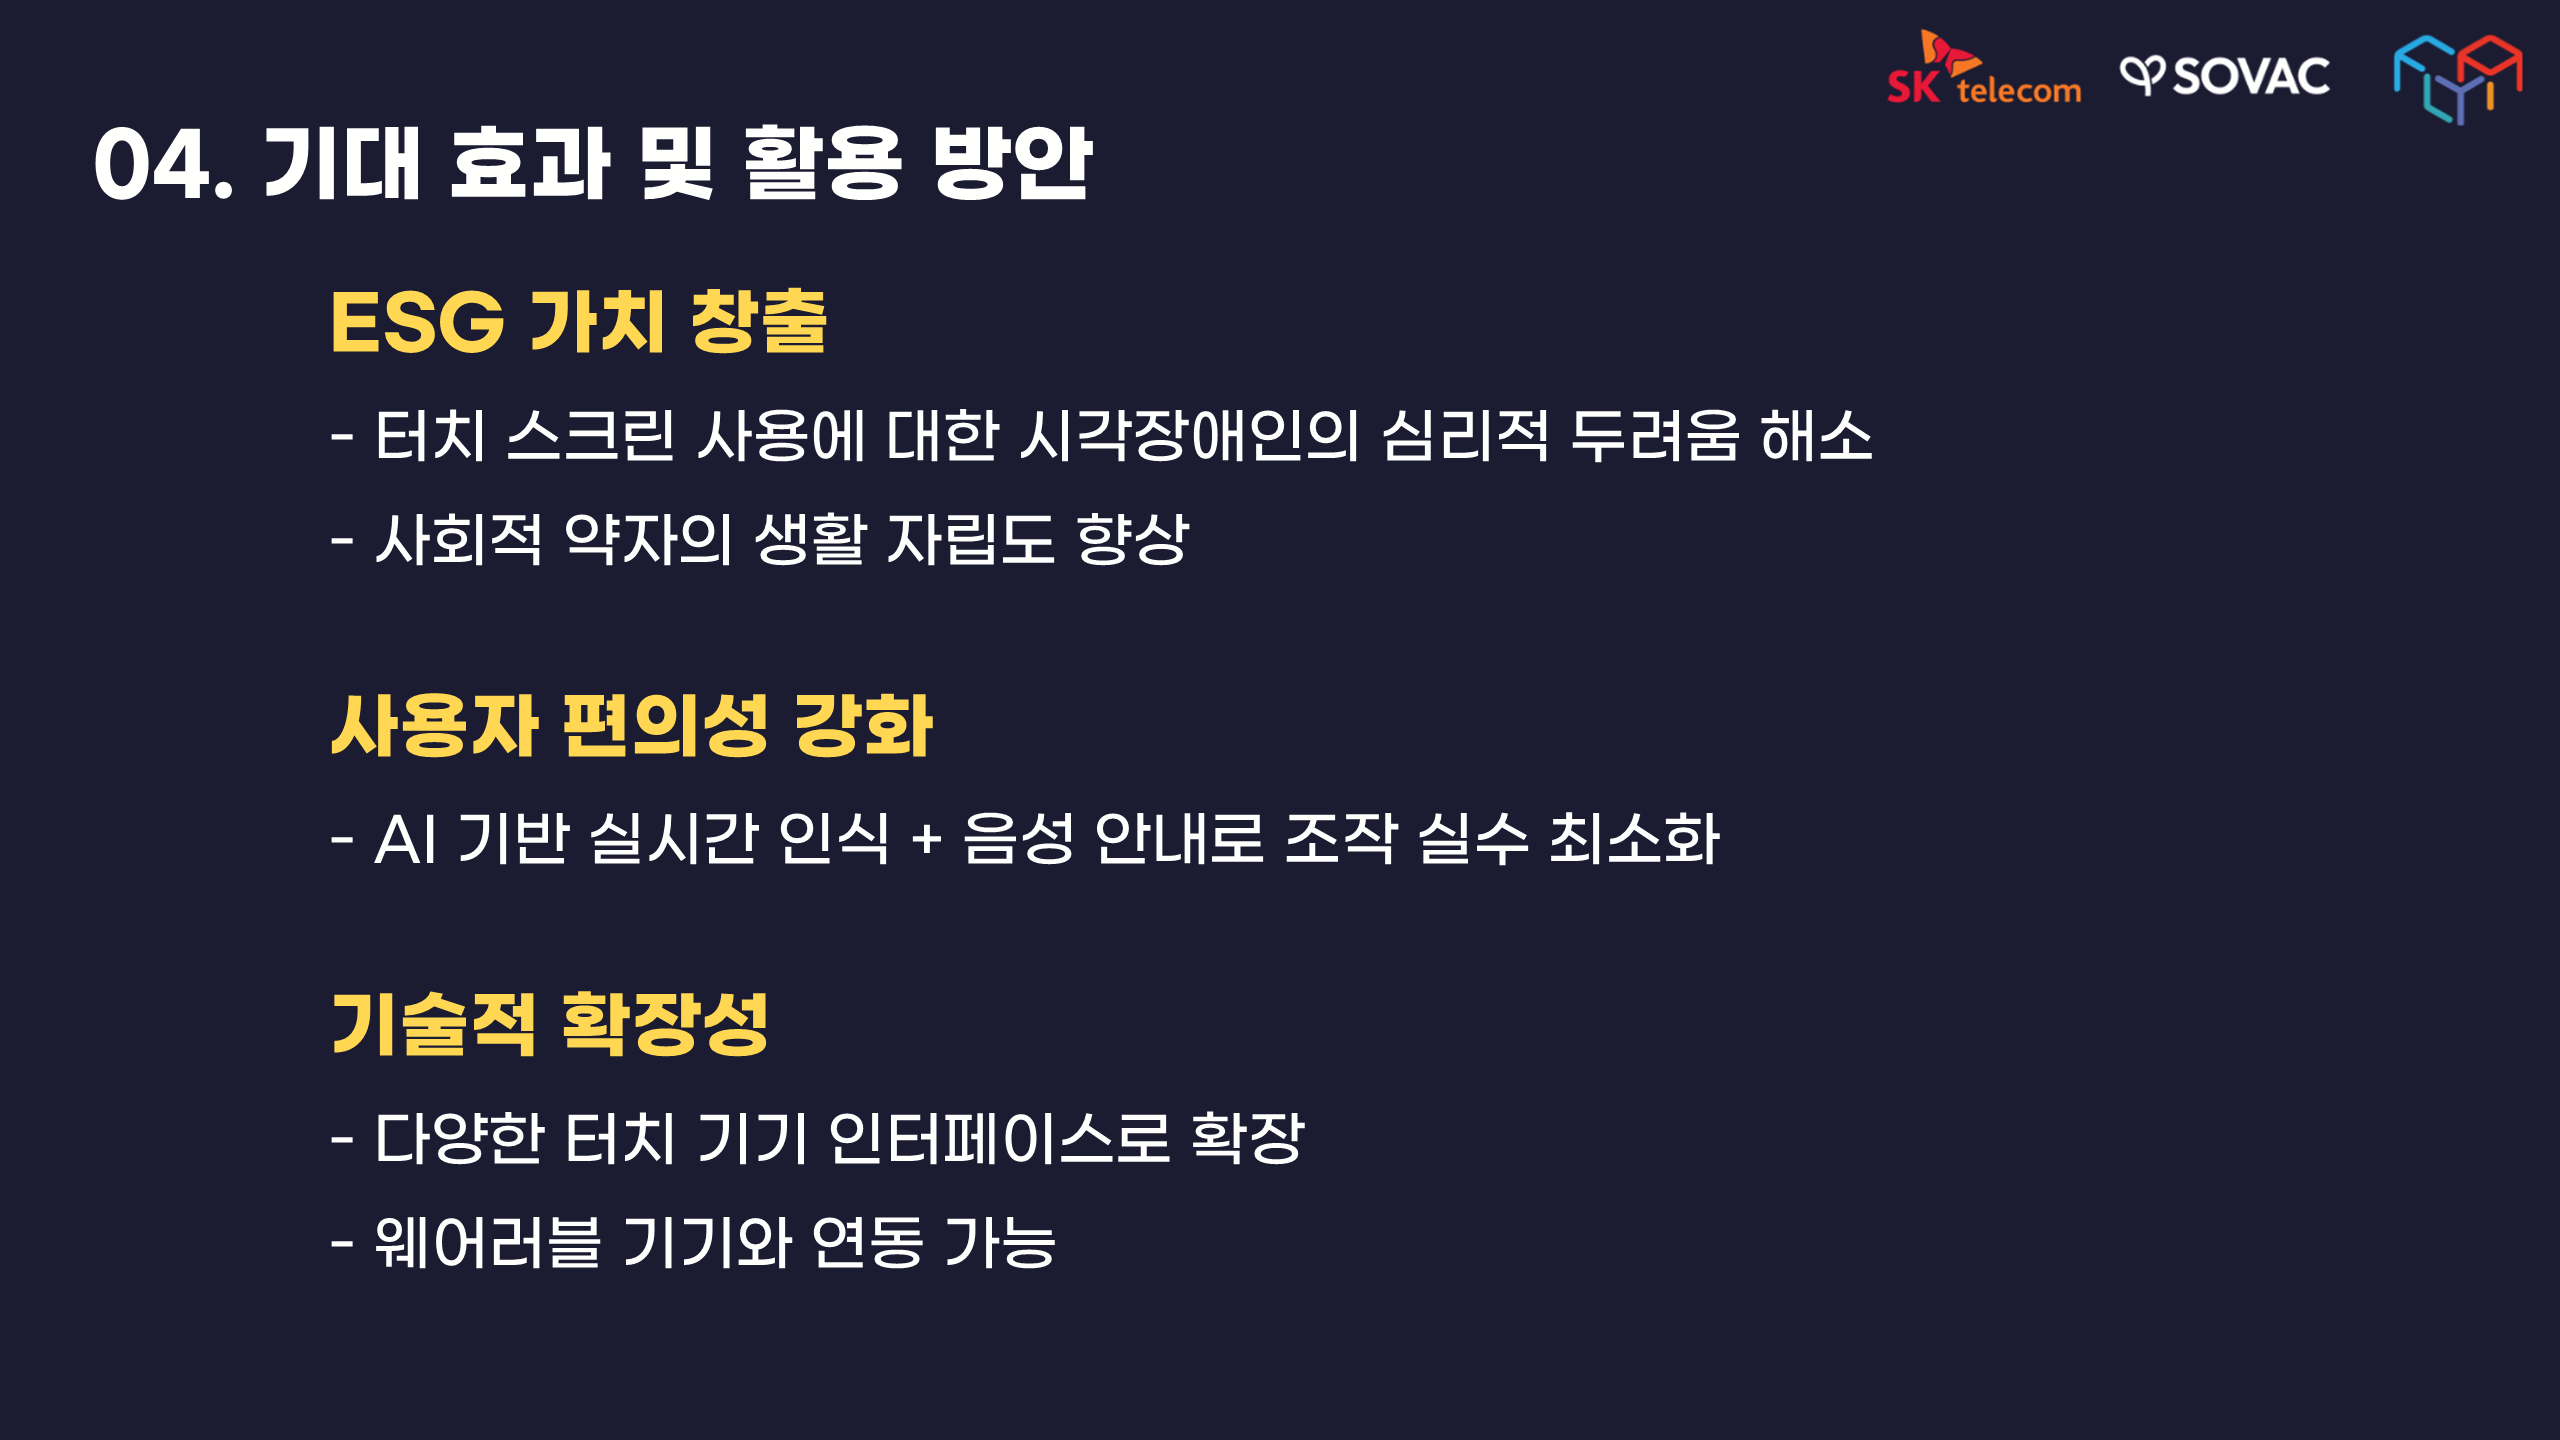 SK telecom
SOVAC
04. 기대 효과 및 활용 방안
ESG 가치 창출
- 터치 스크린 사용에 대한 시각장애인의 심리적 두려움 해소
- 사회적 약자의 생활 자립도 향상
사용자 편의성 강화
- AI 기반 실시간 인식 + 음성 안내로 조작 실수 최소화
기술적 확장성
- 다양한 터치 기기 인터페이스로 확장
- 웨어러블 기기와 연동 가능